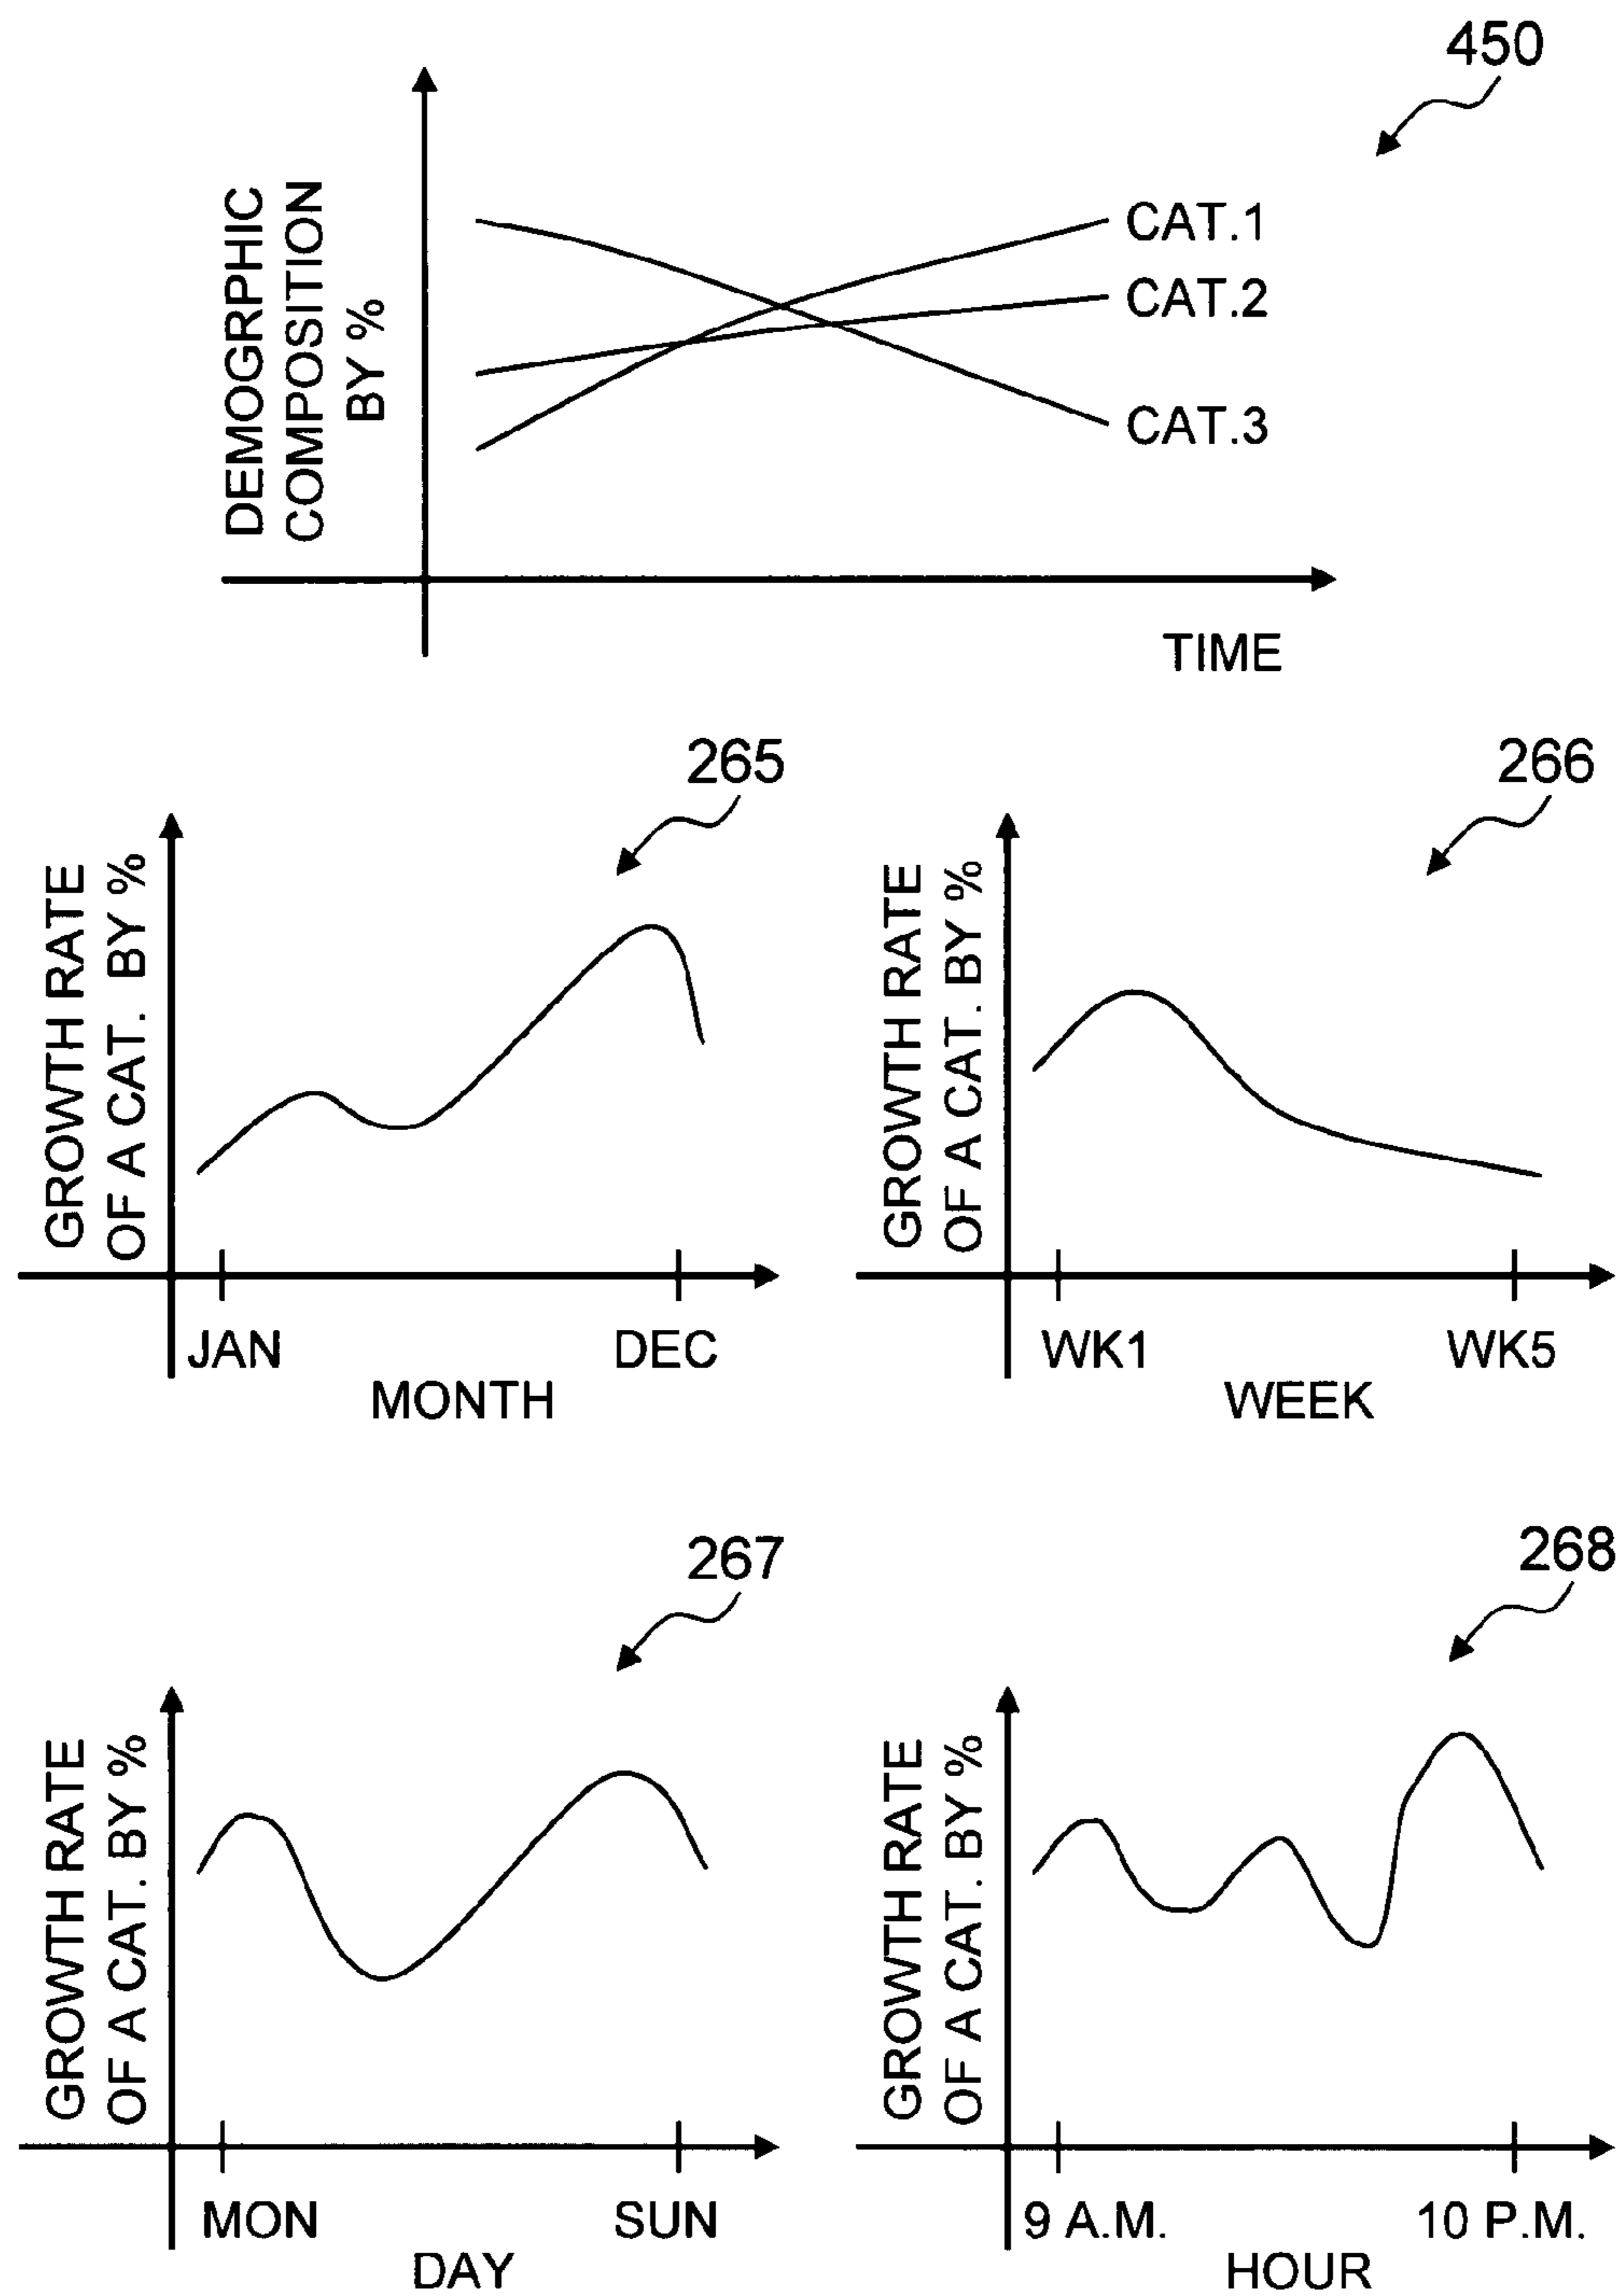 450
DEMOGRPHIC
COMPOSITION
BY %
CAT.1
CAT.2
CAT.3
TIME
265
GROWTH RATE
OF A CAT. BY %
JAN
DEC
MONTH
266
GROWTH RATE
OF A CAT. BY %
WK1
WK5
WEEK
267
GROWTH RATE
OF A CAT. BY %
MON
SUN
DAY
268
GROWTH RATE
OF A CAT. BY %
9 A.M.
10 P.M.
HOUR